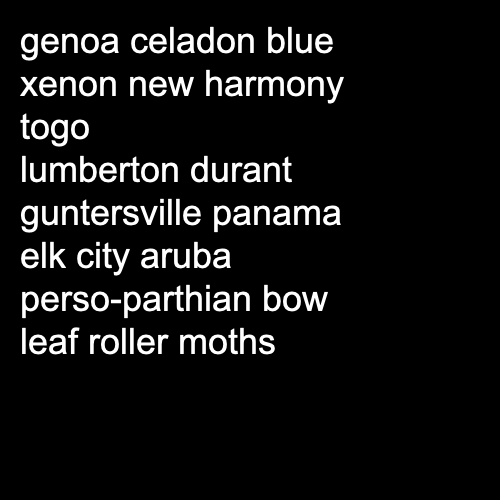 genoa celadon blue
xenon new harmony
togo
lumberton durant
guntersville panama
elk city aruba
perso-parthian bow
leaf roller moths